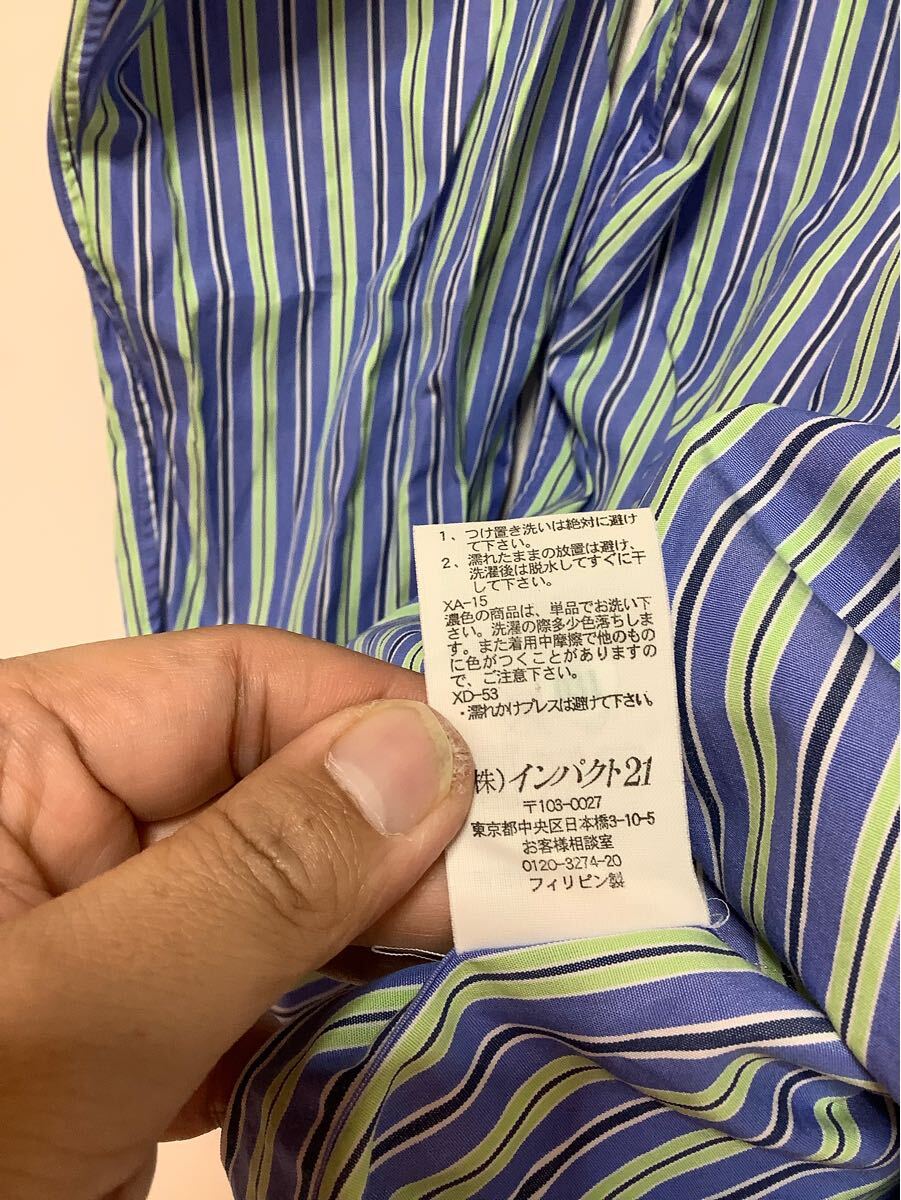 1、つけ置き洗いは絶対に避け
て下さい。
2、濡れたままの放置は避け、
洗濯後は脱水してすぐに干
して下さい。
XA-15
濃色の商品は、単品でお洗い下
さい。洗濯の際多少色落ちしま
す。また着用中摩擦で他のもの
に色がつくことがありますの
で、ご注意下さい。
XD-53
・濡れかけプレスは避けて下さい。
株)インパクト21
〒103-0027
東京都中央区日本橋3-10-5
お客様相談室
0120-3274-20
フィリピン製